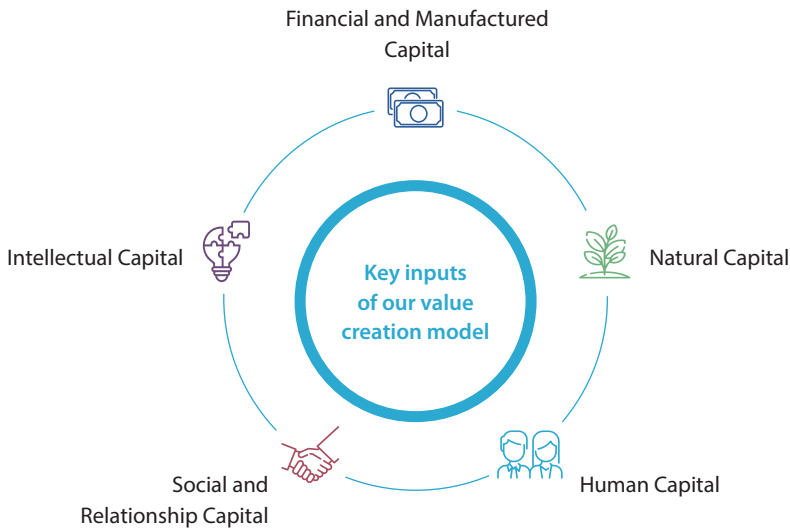 Financial and Manufactured
Capital
Intellectual Capital
Natural Capital
Key inputs
of our value
creation model
Social and
Relationship Capital
Human Capital